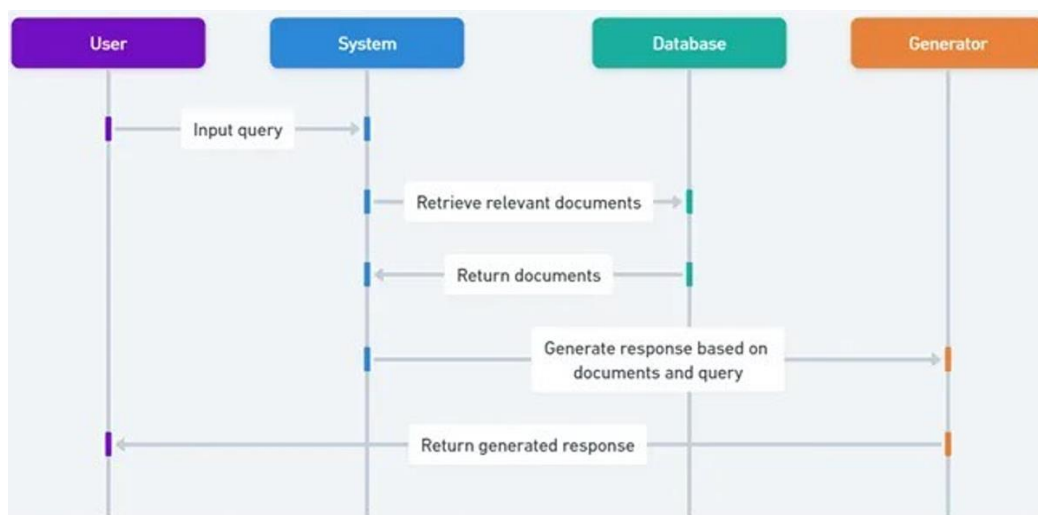 User
System
Database
Generator
Input query
Retrieve relevant documents
Return documents
Generate response based on
documents and query
Return generated response